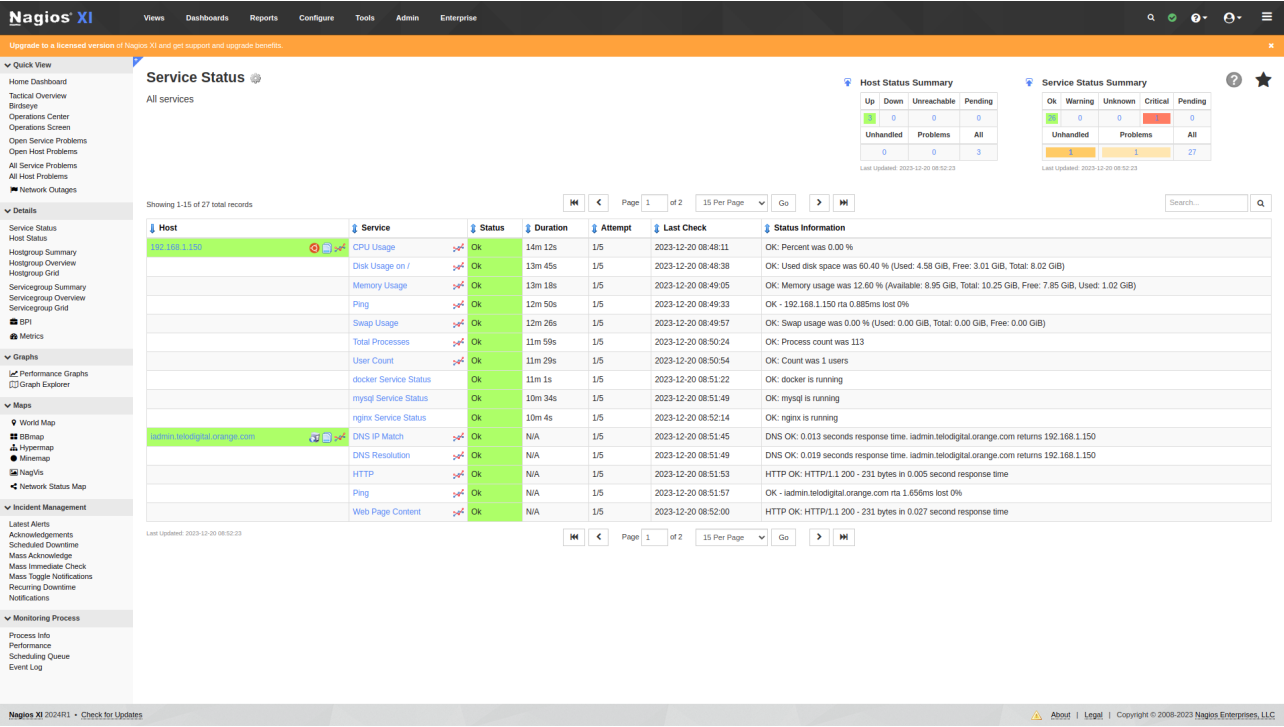 Nagios XI Views Dashboards Reports Configure Tools Admin Enterprise
Upgrade to a licensed version of Nagios XI and get support and upgrade benefits.
Quick View
Home Dashboard
Tactical Overview
Birdseye
Operations Center
Operations Screen
Open Service Problems
Open Host Problems
All Service Problems
All Host Problems
Network Outages
Details
Service Status
Host Status
Hostgroup Summary
Hostgroup Overview
Hostgroup Grid
Servicegroup Summary
Servicegroup Overview
Servicegroup Grid
BPI
Metrics
Graphs
Performance Graphs
Graph Explorer
Maps
World Map
BBmap
Hypermap
Minemap
NagVis
Network Status Map
Incident Management
Latest Alerts
Acknowledgements
Scheduled Downtime
Mass Acknowledge
Mass Immediate Check
Mass Toggle Notifications
Recurring Downtime
Notifications
Monitoring Process
Process Info
Performance
Scheduling Queue
Event Log
Service Status
All services
Host Status Summary
Up Down Unreachable Pending
3 0 0 0
Unhandled Problems All
0 0 3
Last Updated: 2023-12-20 08:52:23
Service Status Summary
Ok Warning Unknown Critical Pending
26 0 0 1 0
Unhandled Problems All
1 1 27
Last Updated: 2023-12-20 08:52:23
Showing 1-15 of 27 total records
Page 1 of 2 15 Per Page Go
Search...
Host Service Status Duration Attempt Last Check Status Information
192.168.1.150 CPU Usage Ok 14m 12s 1/5 2023-12-20 08:48:11 OK: Percent was 0.00 %
Disk Usage on / Ok 13m 45s 1/5 2023-12-20 08:48:38 OK: Used disk space was 60.40 % (Used: 4.58 GiB, Free: 3.01 GiB, Total: 8.02 GiB)
Memory Usage Ok 13m 18s 1/5 2023-12-20 08:49:05 OK: Memory usage was 12.60 % (Available: 8.95 GiB, Total: 10.25 GiB, Free: 7.85 GiB, Used: 1.02 GiB)
Ping Ok 12m 50s 1/5 2023-12-20 08:49:33 OK - 192.168.1.150 rta 0.885ms lost 0%
Swap Usage Ok 12m 26s 1/5 2023-12-20 08:49:57 OK: Swap usage was 0.00 % (Used: 0.00 GiB, Total: 0.00 GiB, Free: 0.00 GiB)
Total Processes Ok 11m 59s 1/5 2023-12-20 08:50:24 OK: Process count was 113
User Count Ok 11m 29s 1/5 2023-12-20 08:50:54 OK: Count was 1 users
docker Service Status Ok 11m 1s 1/5 2023-12-20 08:51:22 OK: docker is running
mysql Service Status Ok 10m 34s 1/5 2023-12-20 08:51:49 OK: mysql is running
nginx Service Status Ok 10m 4s 1/5 2023-12-20 08:52:14 OK: nginx is running
iadmin.telodigital.orange.com DNS IP Match Ok N/A 1/5 2023-12-20 08:51:45 DNS OK: 0.013 seconds response time. iadmin.telodigital.orange.com returns 192.168.1.150
DNS Resolution Ok N/A 1/5 2023-12-20 08:51:49 DNS OK: 0.019 seconds response time. iadmin.telodigital.orange.com returns 192.168.1.150
HTTP Ok N/A 1/5 2023-12-20 08:51:53 HTTP OK: HTTP/1.1 200 - 231 bytes in 0.005 second response time
Ping Ok N/A 1/5 2023-12-20 08:51:57 OK - iadmin.telodigital.orange.com rta 1.656ms lost 0%
Web Page Content Ok N/A 1/5 2023-12-20 08:52:00 HTTP OK: HTTP/1.1 200 - 231 bytes in 0.027 second response time
Last Updated: 2023-12-20 08:52:23
Page 1 of 2 15 Per Page Go
Nagios XI 2024R1 • Check for Updates
About | Legal | Copyright © 2008-2023 Nagios Enterprises, LLC